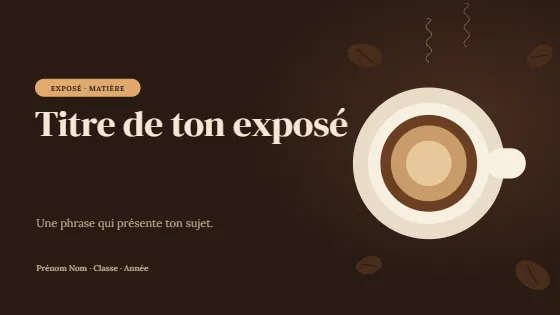 EXPOSÉ · MATIÈRE
Titre de ton exposé
Une phrase qui présente ton sujet.
Prénom Nom · Classe · Année